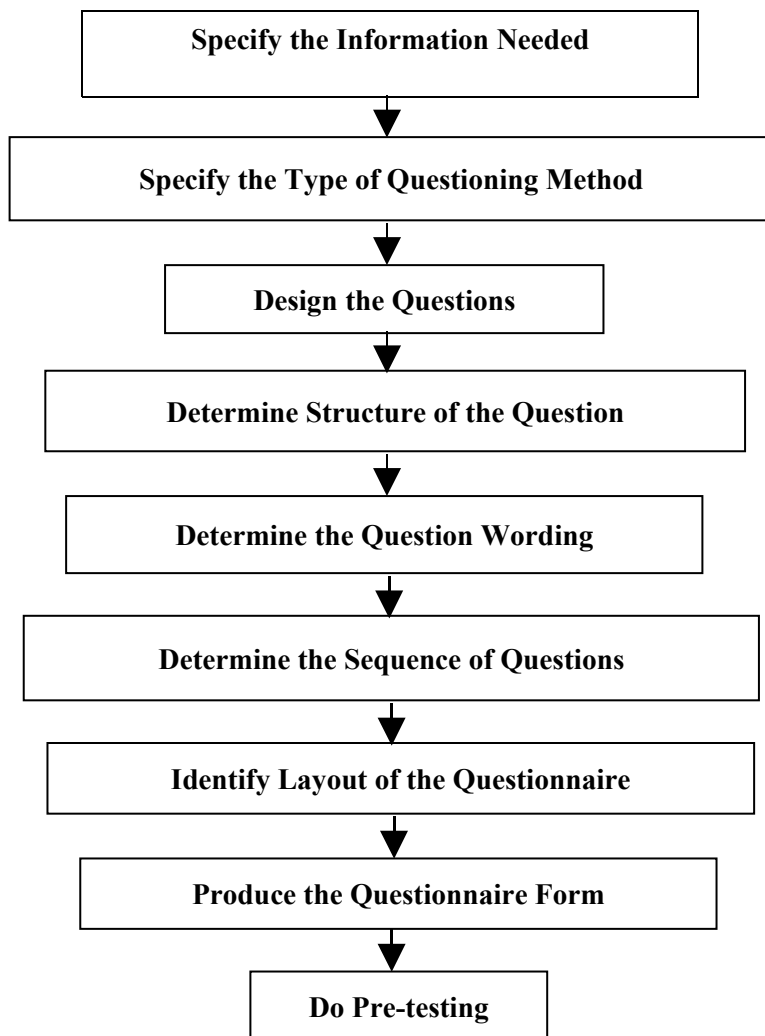 Specify the Information Needed
Specify the Type of Questioning Method
Design the Questions
Determine Structure of the Question
Determine the Question Wording
Determine the Sequence of Questions
Identify Layout of the Questionnaire
Produce the Questionnaire Form
Do Pre-testing